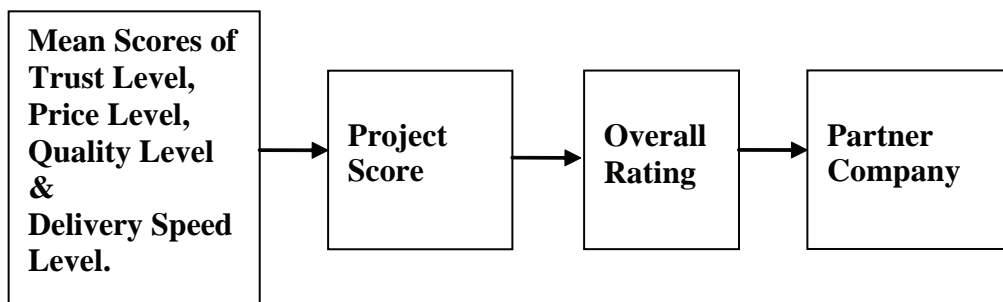 Mean Scores of
Trust Level,
Price Level,
Quality Level
&
Delivery Speed
Level.
Project
Score
Overall
Rating
Partner
Company